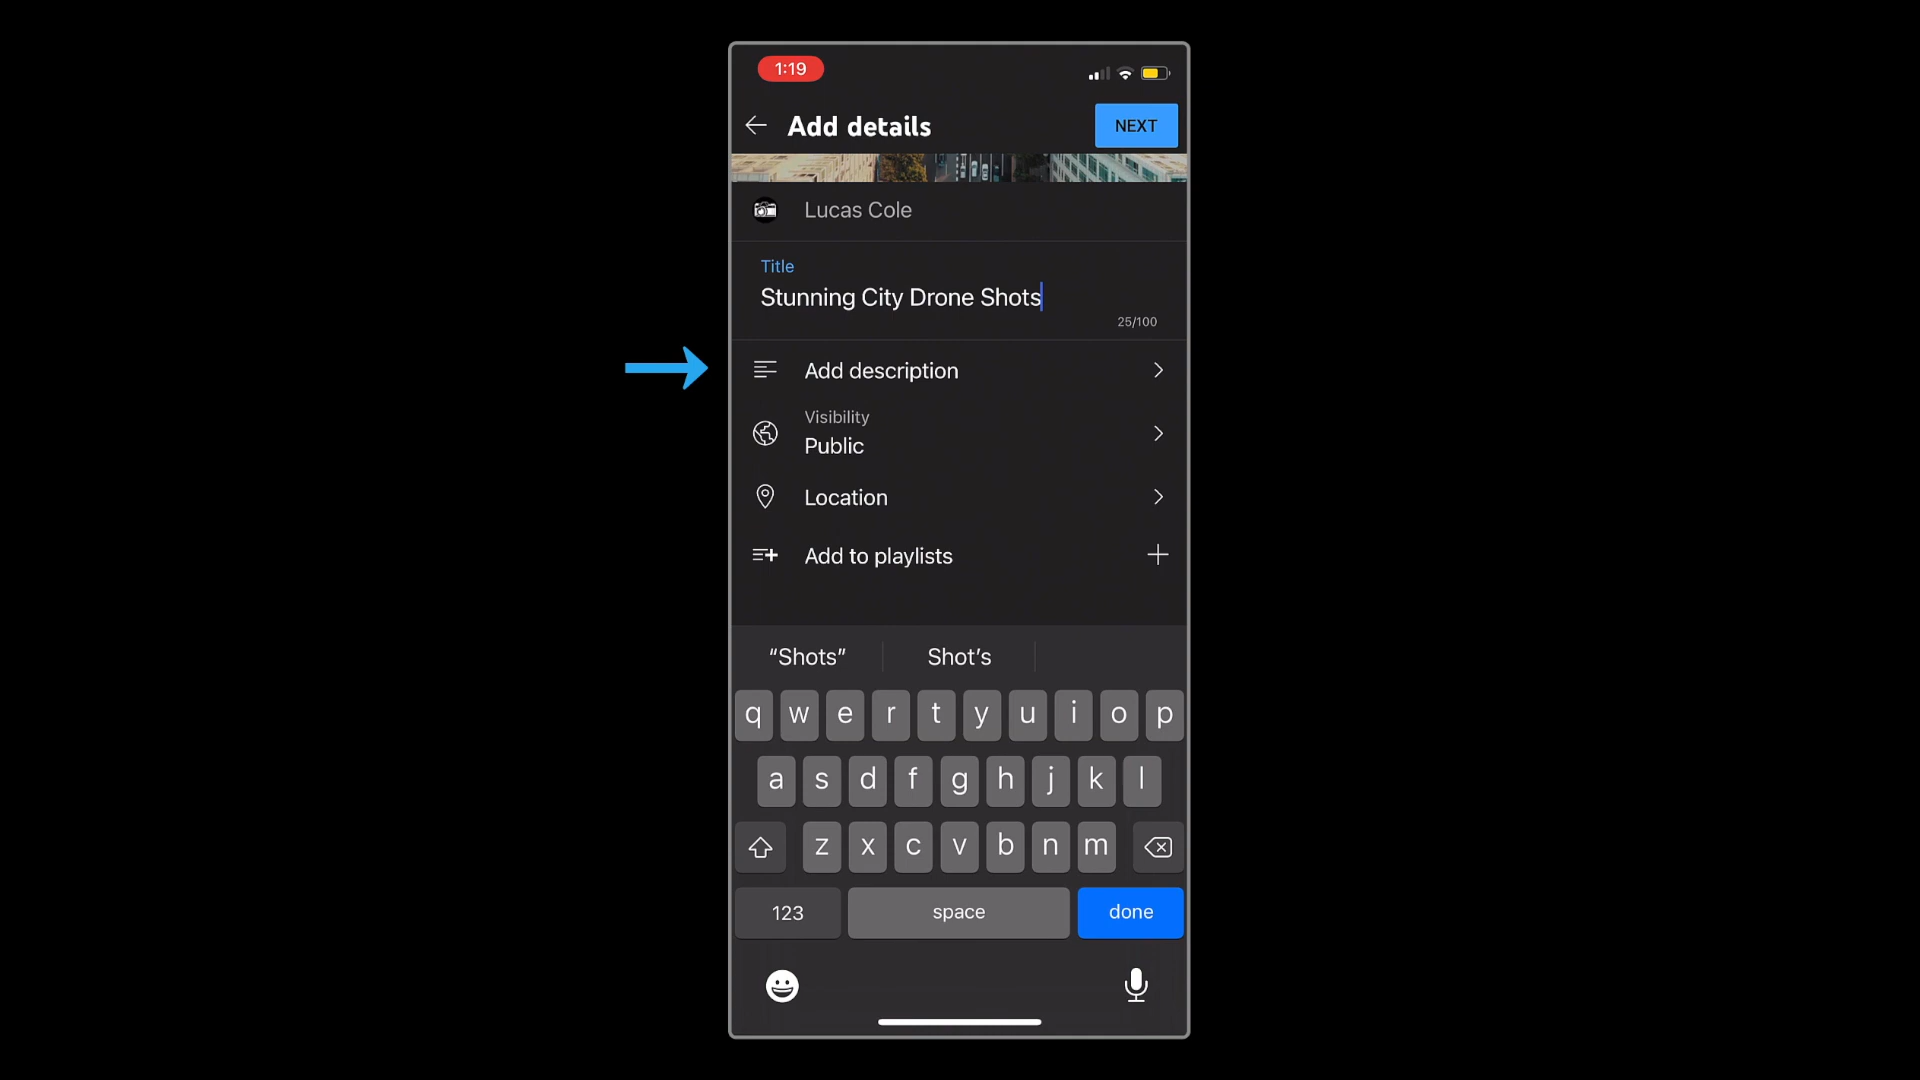 1:19
Add details
NEXT
Lucas Cole
Title
Stunning City Drone Shots
25/100
Add description
Visibility
Public
Location
Add to playlists
“Shots” Shot’s
q w e r t y u i o p
a s d f g h j k l
z x c v b n m
123 space done